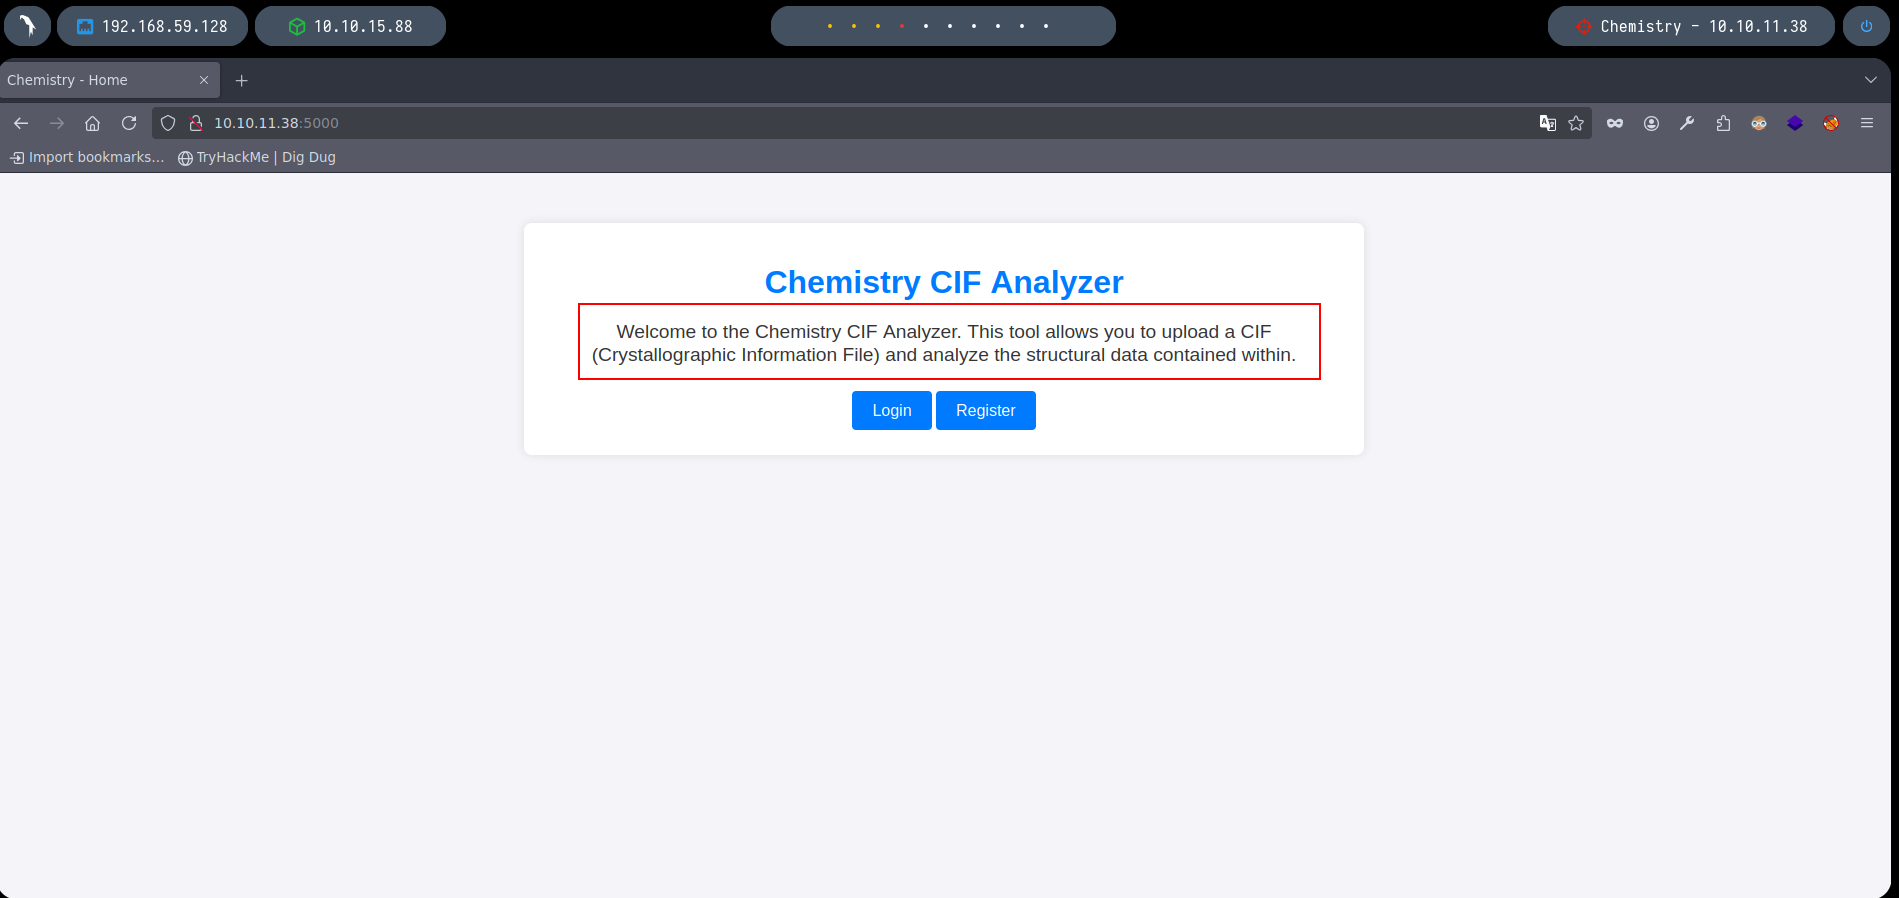 192.168.59.128
10.10.15.88
Chemistry - 10.10.11.38
Chemistry - Home
10.10.11.38:5000
Import bookmarks...
TryHackMe | Dig Dug
Chemistry CIF Analyzer
Welcome to the Chemistry CIF Analyzer. This tool allows you to upload a CIF
(Crystallographic Information File) and analyze the structural data contained within.
Login
Register